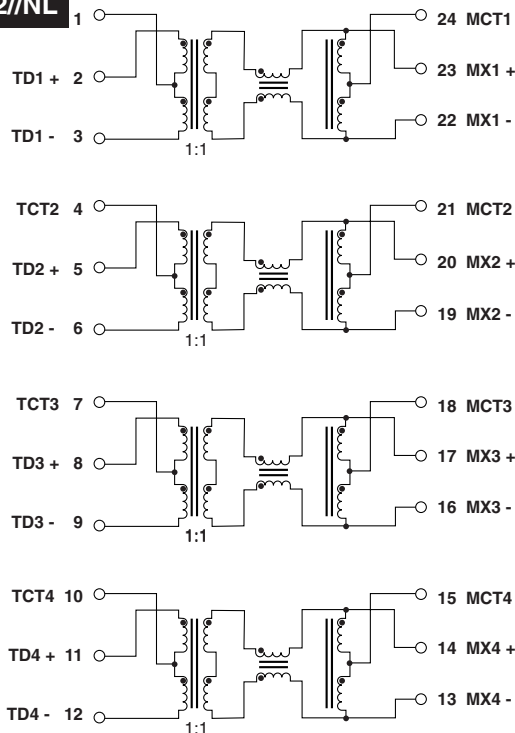 2//NL
1 24 MCT1
TD1 + 2 23 MX1 +
22 MX1 -
TD1 - 3
1:1
TCT2 4 21 MCT2
TD2 + 5 20 MX2 +
19 MX2 -
TD2 - 6
1:1
TCT3 7 18 MCT3
TD3 + 8 17 MX3 +
16 MX3 -
TD3 - 9
1:1
TCT4 10 15 MCT4
TD4 + 11 14 MX4 +
13 MX4 -
TD4 - 12
1:1